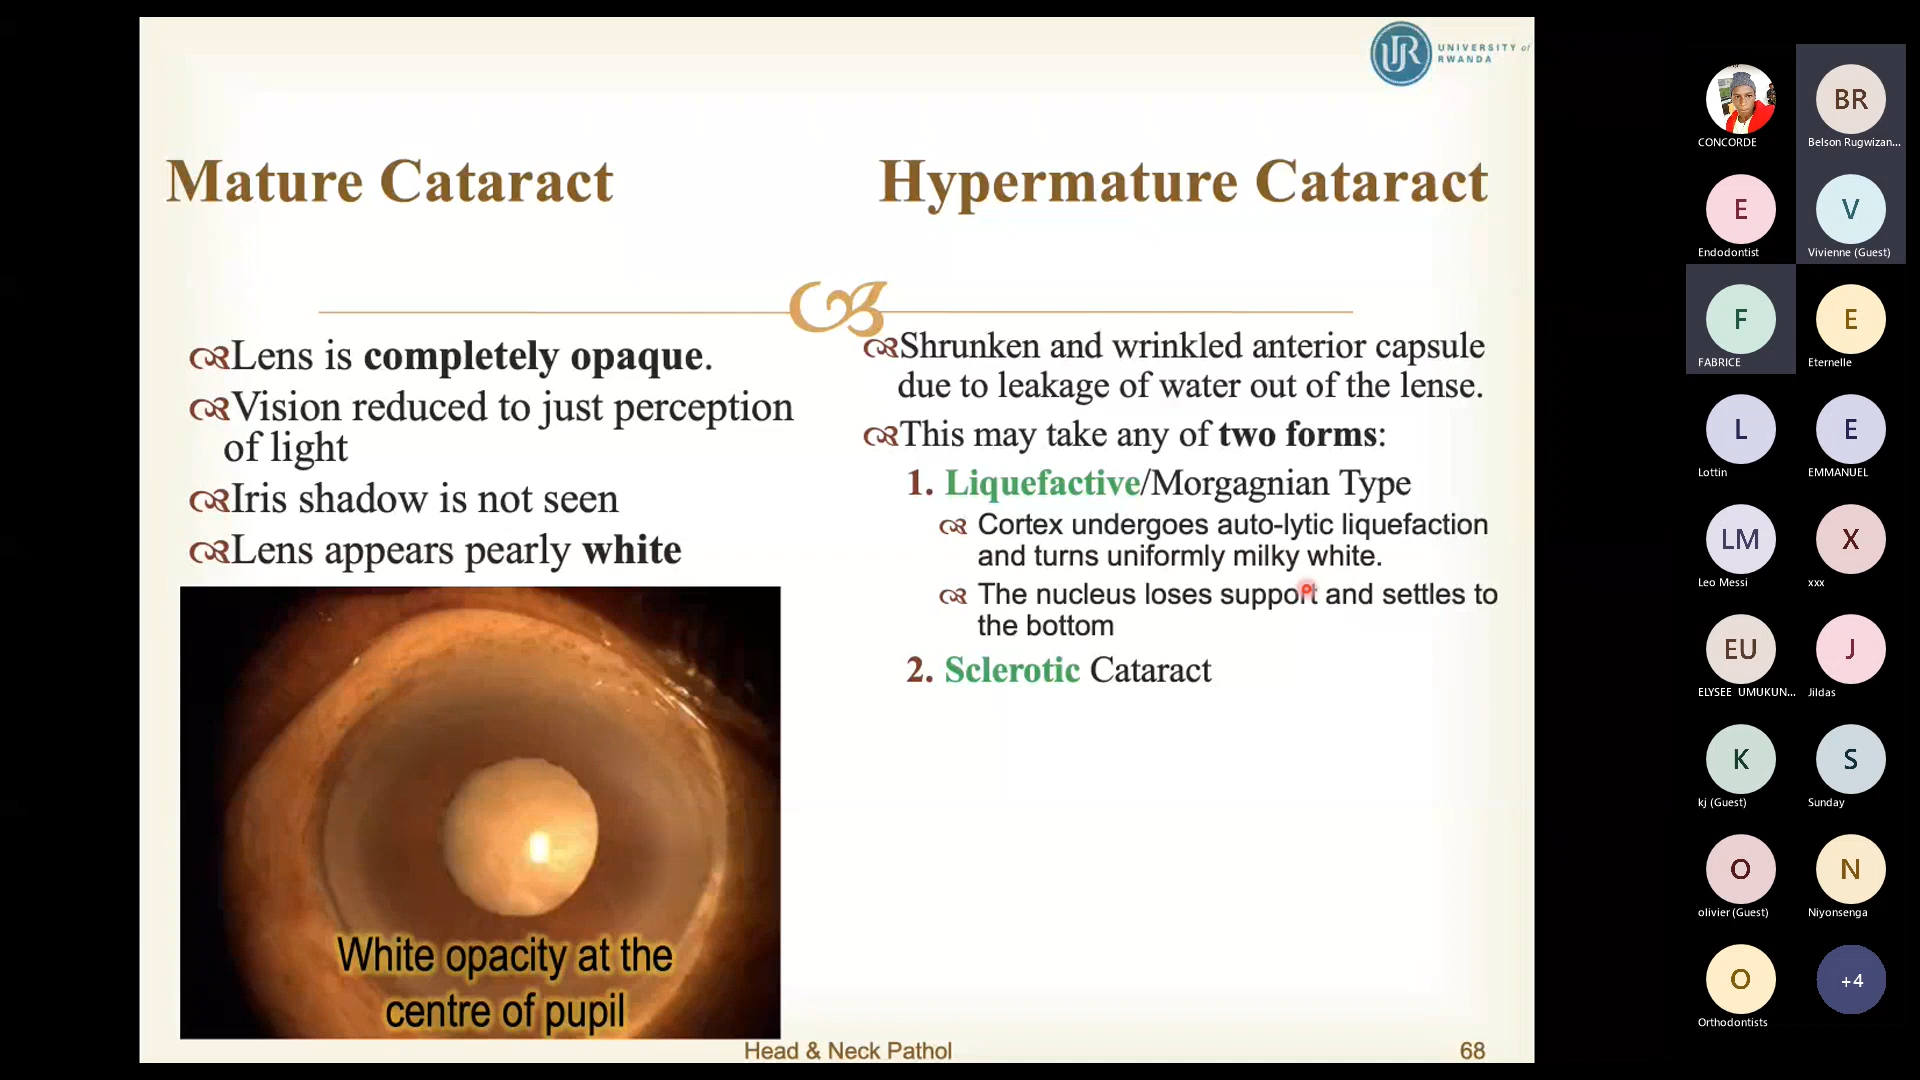 UNIVERSITY of
RWANDA
Mature Cataract
Hypermature Cataract
Lens is completely opaque.
Vision reduced to just perception
of light
Iris shadow is not seen
Lens appears pearly white
White opacity at the
centre of pupil
Shrunken and wrinkled anterior capsule
due to leakage of water out of the lense.
This may take any of two forms:
1. Liquefactive/Morgagnian Type
Cortex undergoes auto-lytic liquefaction
and turns uniformly milky white.
The nucleus loses support and settles to
the bottom
2. Sclerotic Cataract
Head & Neck Pathol
68
CONCORDE
BR
Belson Rugwizan...
E
Endodontist
V
Vivienne (Guest)
F
FABRICE
E
Eternelle
L
Lottin
E
EMMANUEL
LM
Leo Messi
X
xxx
EU
ELYSEE UMUKUN...
J
Jildas
K
kj (Guest)
S
Sunday
O
olivier (Guest)
N
Niyonsenga
O
Orthodontists
+4